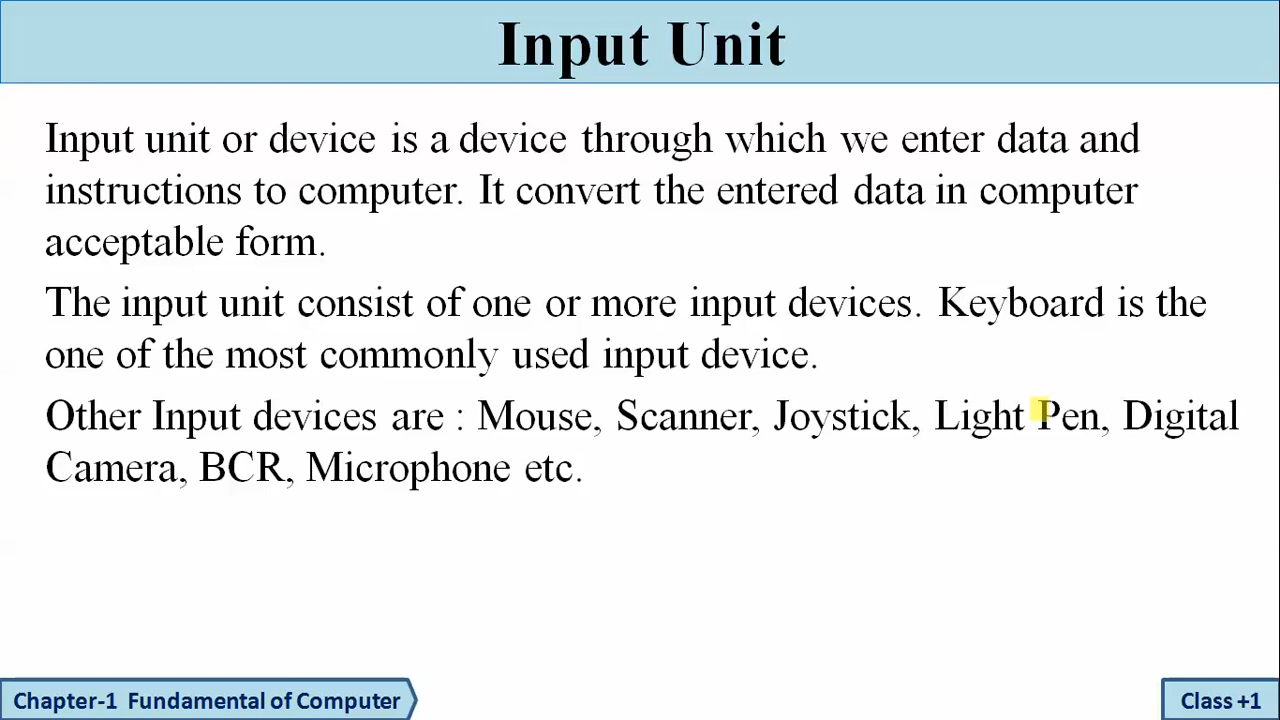 Input Unit
Input unit or device is a device through which we enter data and
instructions to computer. It convert the entered data in computer
acceptable form.
The input unit consist of one or more input devices. Keyboard is the
one of the most commonly used input device.
Other Input devices are : Mouse, Scanner, Joystick, Light Pen, Digital
Camera, BCR, Microphone etc.
Chapter-1 Fundamental of Computer
Class +1